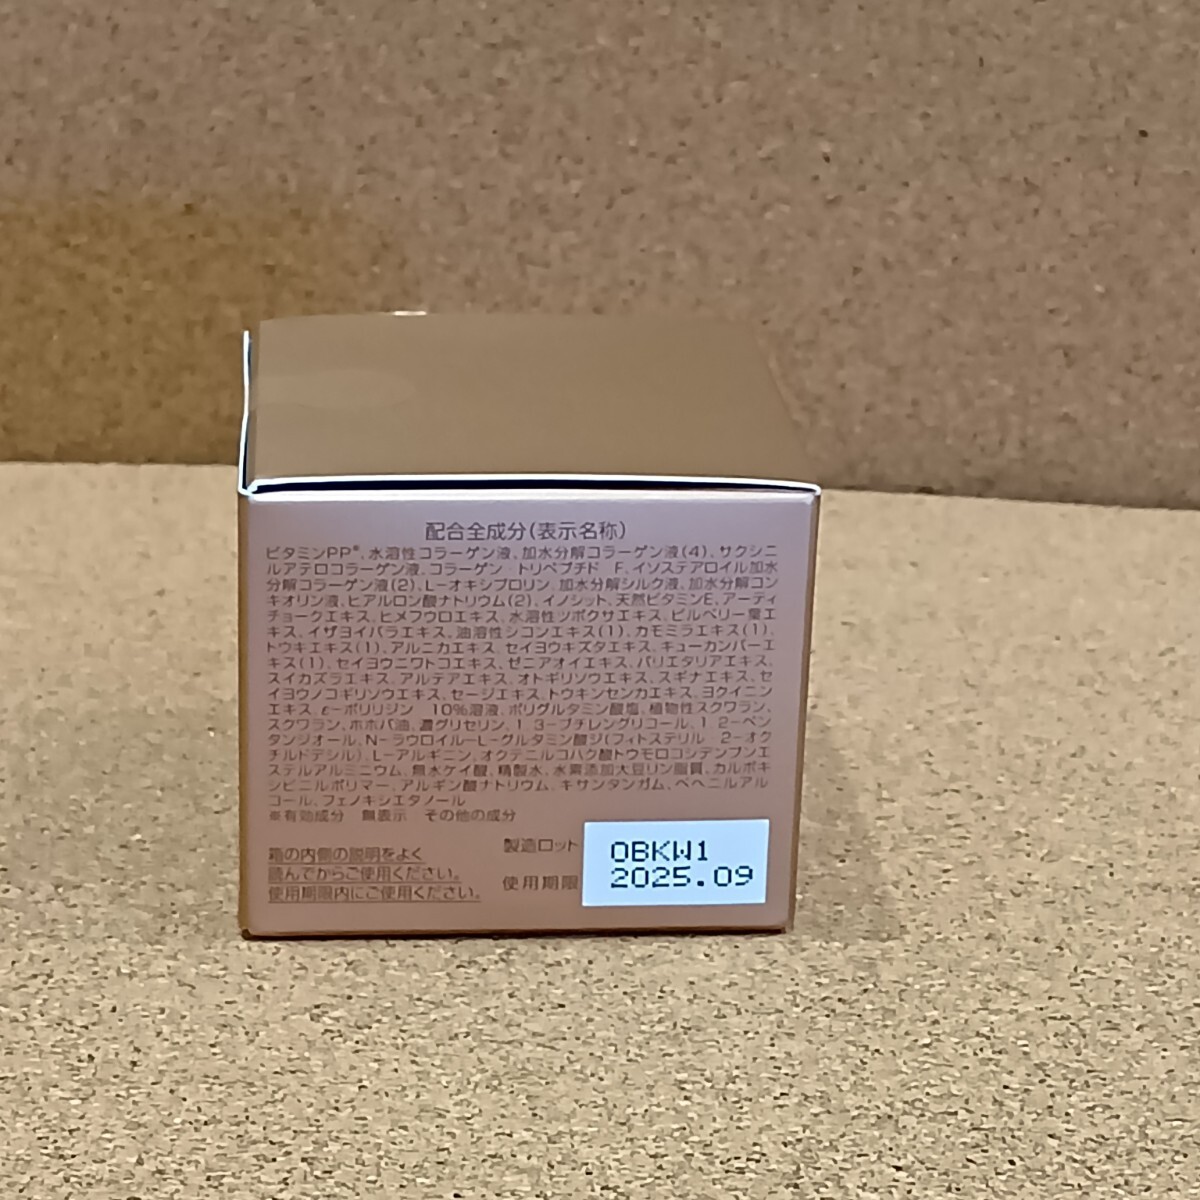 配合全成分(表示名称)
ビタミンPP※、水溶性コラーゲン液、加水分解コラーゲン液(4)、サクシニ
ルアテロコラーゲン液、コラーゲン・トリペプチド F、イソステアロイル加水
分解コラーゲン液(2)、L-オキシプロリン、加水分解シルク液、加水分解コン
キオリン液、ヒアルロン酸ナトリウム(2)、イノシット、天然ビタミンE、アーティ
チョークエキス、ヒメフウロエキス、水溶性ツボクサエキス、ビルベリー葉エ
キス、イザヨイバラエキス、油溶性シコンエキス(1)、カモミラエキス(1)、
トウキエキス(1)、アルニカエキス、セイヨウキズタエキス、キューカンバーエ
キス(1)、セイヨウニワトコエキス、ゼニアオイエキス、パリエタリアエキス、
スイカズラエキス、アルテアエキス、オトギリソウエキス、スギナエキス、セ
イヨウノコギリソウエキス、セージエキス、トウキンセンカエキス、ヨクイニン
エキス、ε-ポリリジン 10%溶液、ポリグルタミン酸塩、植物性スクワラン、
スクワラン、ホホバ油、濃グリセリン、1,3-ブチレングリコール、1,2-ペン
タンジオール、N-ラウロイル-L-グルタミン酸ジ(フィトステリル・2-オク
チルドデシル)、L-アルギニン、オクテニルコハク酸トウモロコシデンプンエ
ステルアルミニウム、無水ケイ酸、精製水、水素添加大豆リン脂質、カルボキ
シビニルポリマー、アルギン酸ナトリウム、キサンタンガム、ベヘニルアル
コール、フェノキシエタノール
※有効成分 無表示 その他の成分
箱の内側の説明をよく
読んでからご使用ください。
使用期限内にご使用ください。
製造ロット 0BKW1
使用期限 2025.09